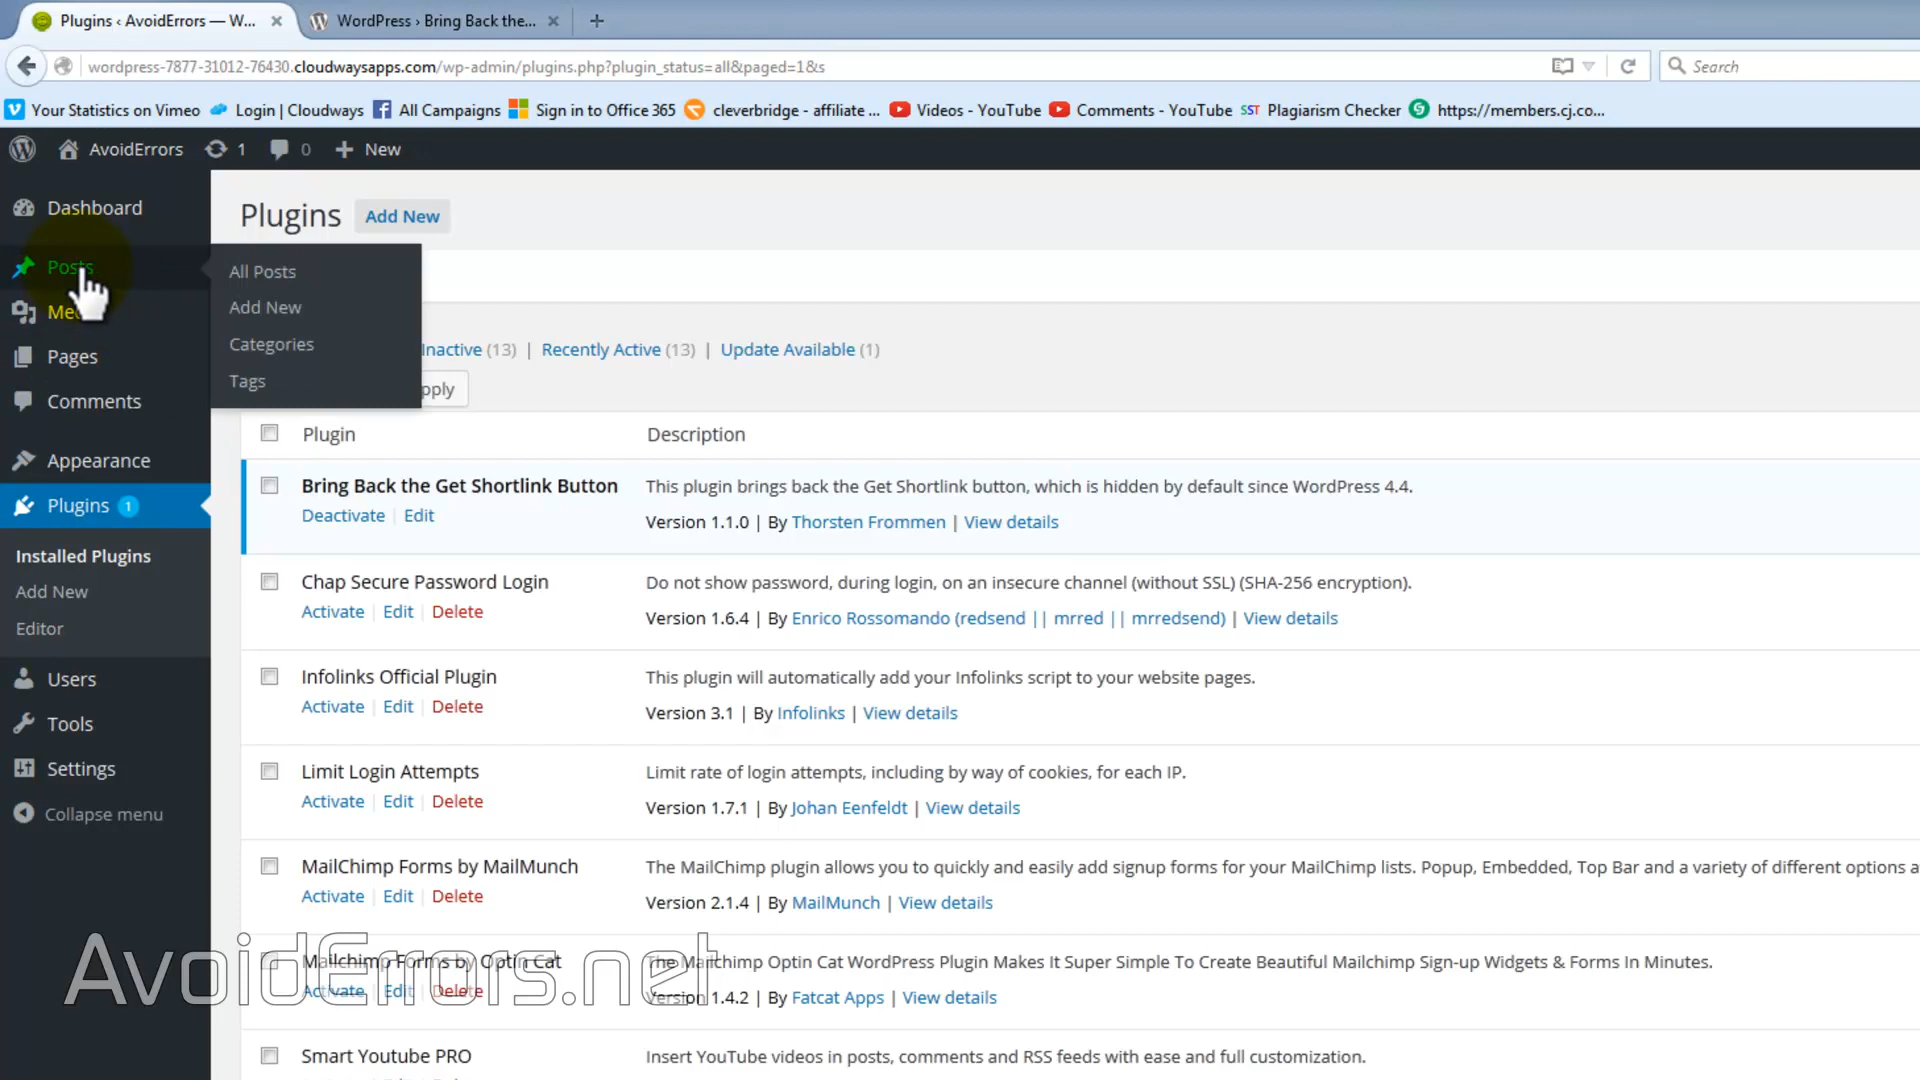 Plugins ‹ AvoidErrors — W...
WordPress › Bring Back the...
wordpress-7877-31012-76430.cloudwaysapps.com/wp-admin/plugins.php?plugin_status=all&paged=1&s
Search
Your Statistics on Vimeo
Login | Cloudways
All Campaigns
Sign in to Office 365
cleverbridge - affiliate ...
Videos - YouTube
Comments - YouTube
SST Plagiarism Checker
https://members.cj.co...
AvoidErrors
1
0
New
Dashboard
Posts
Pages
Comments
Appearance
Plugins 1
Installed Plugins
Add New
Editor
Users
Tools
Settings
Collapse menu
All Posts
Add New
Categories
Tags
Plugins
Add New
Inactive (13) | Recently Active (13) | Update Available (1)
Plugin
Description
Bring Back the Get Shortlink Button
Deactivate | Edit
This plugin brings back the Get Shortlink button, which is hidden by default since WordPress 4.4.
Version 1.1.0 | By Thorsten Frommen | View details
Chap Secure Password Login
Activate | Edit | Delete
Do not show password, during login, on an insecure channel (without SSL) (SHA-256 encryption).
Version 1.6.4 | By Enrico Rossomando (redsend || mrred || mrredsend) | View details
Infolinks Official Plugin
Activate | Edit | Delete
This plugin will automatically add your Infolinks script to your website pages.
Version 3.1 | By Infolinks | View details
Limit Login Attempts
Activate | Edit | Delete
Limit rate of login attempts, including by way of cookies, for each IP.
Version 1.7.1 | By Johan Eenfeldt | View details
MailChimp Forms by MailMunch
Activate | Edit | Delete
The MailChimp plugin allows you to quickly and easily add signup forms for your MailChimp lists. Popup, Embedded, Top Bar and a variety of different options
Version 2.1.4 | By MailMunch | View details
Mailchimp Forms by Optin Cat
Activate | Edit | Delete
The Mailchimp Optin Cat WordPress Plugin Makes It Super Simple To Create Beautiful Mailchimp Sign-up Widgets & Forms In Minutes.
Version 1.4.2 | By Fatcat Apps | View details
AvoidErrors.net
Smart Youtube PRO
Insert YouTube videos in posts, comments and RSS feeds with ease and full customization.